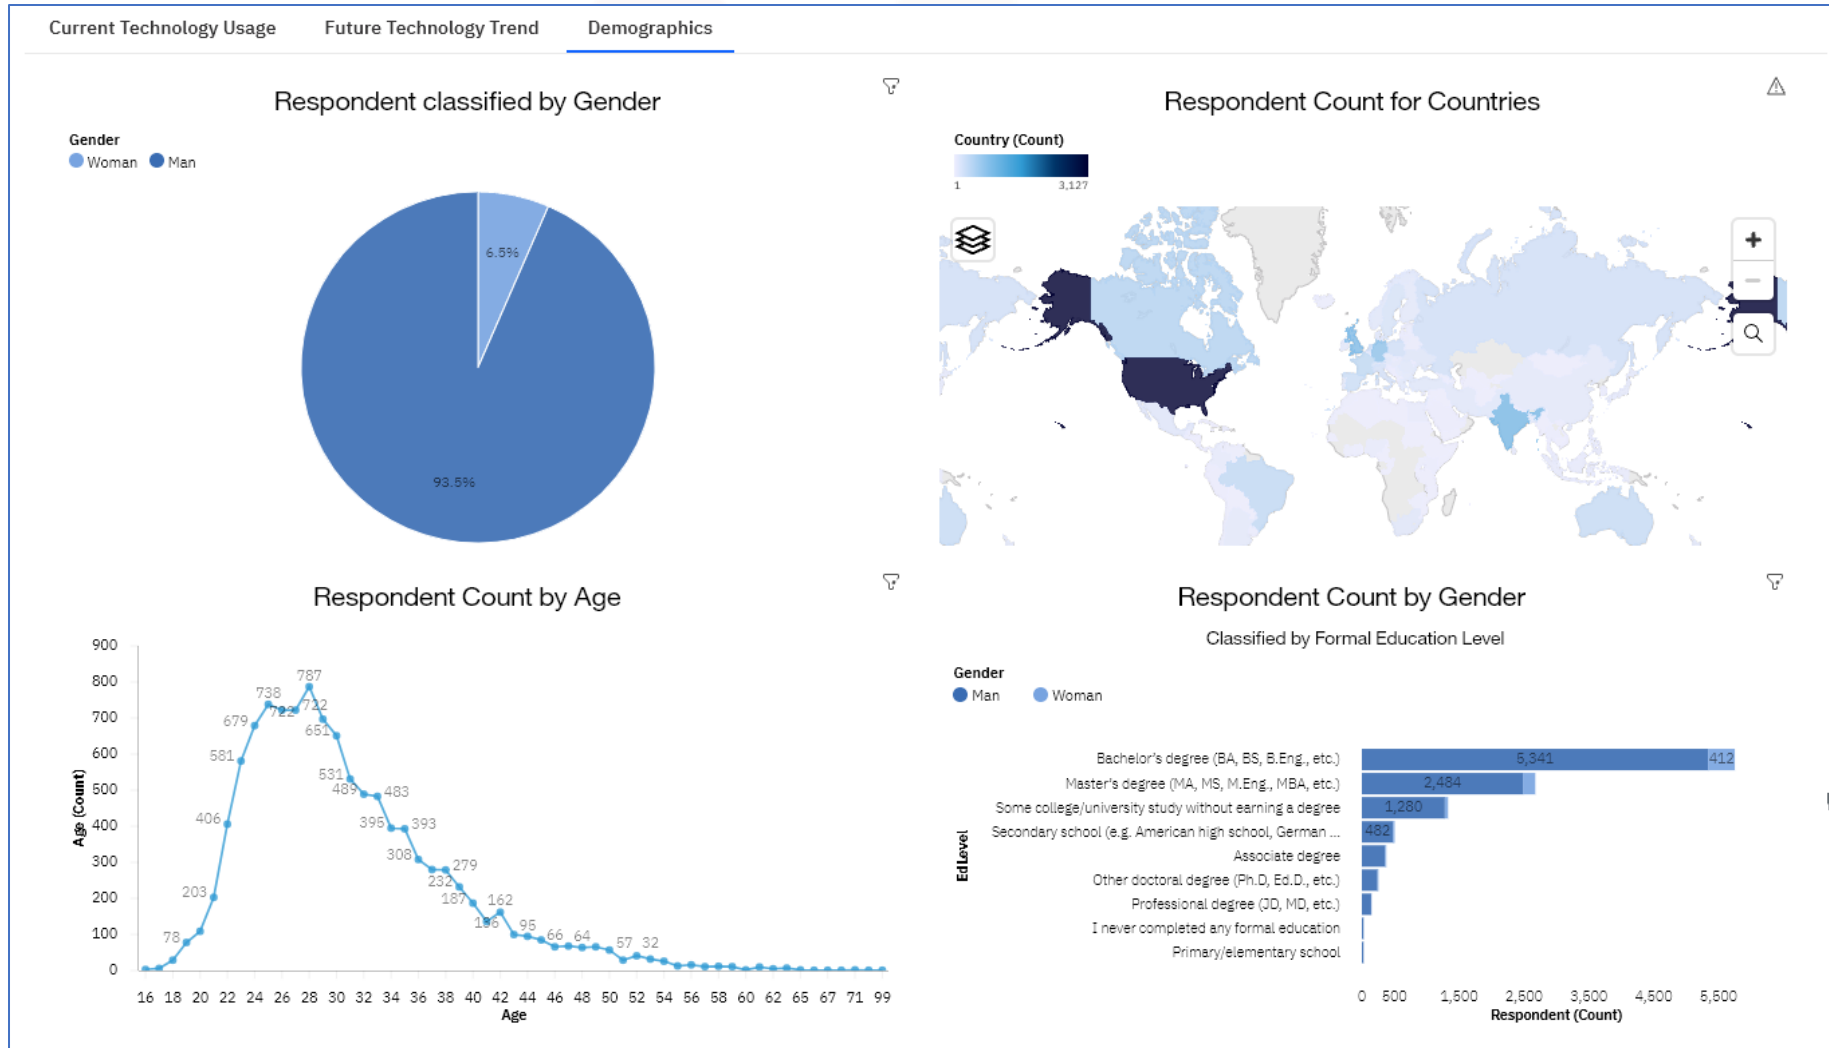 Current Technology Usage Future Technology Trend Demographics
Respondent classified by Gender
Gender
Woman Man
6.5%
93.5%
Respondent Count for Countries
Country (Count)
1 3,127
Respondent Count by Age
Age (Count)
900
800
700
600
500
400
300
200
100
0
78
203
406
581
679
738
722
787
722
651
531
489
483
395
393
308
279
232
187
162
95
66
64
57
32
16 18 20 22 24 26 28 30 32 34 36 38 40 42 44 46 48 50 52 54 56 58 60 62 65 67 71 99
Age
Respondent Count by Gender
Classified by Formal Education Level
Gender
Man Woman
EdLevel
Bachelor's degree (BA, BS, B.Eng., etc.) 5,341 412
Master's degree (MA, MS, M.Eng., MBA, etc.) 2,484
Some college/university study without earning a degree 1,280
Secondary school (e.g. American high school, German ... 482
Associate degree
Other doctoral degree (Ph.D, Ed.D., etc.)
Professional degree (JD, MD, etc.)
I never completed any formal education
Primary/elementary school
0 500 1,500 2,500 3,500 4,500 5,500
Respondent (Count)